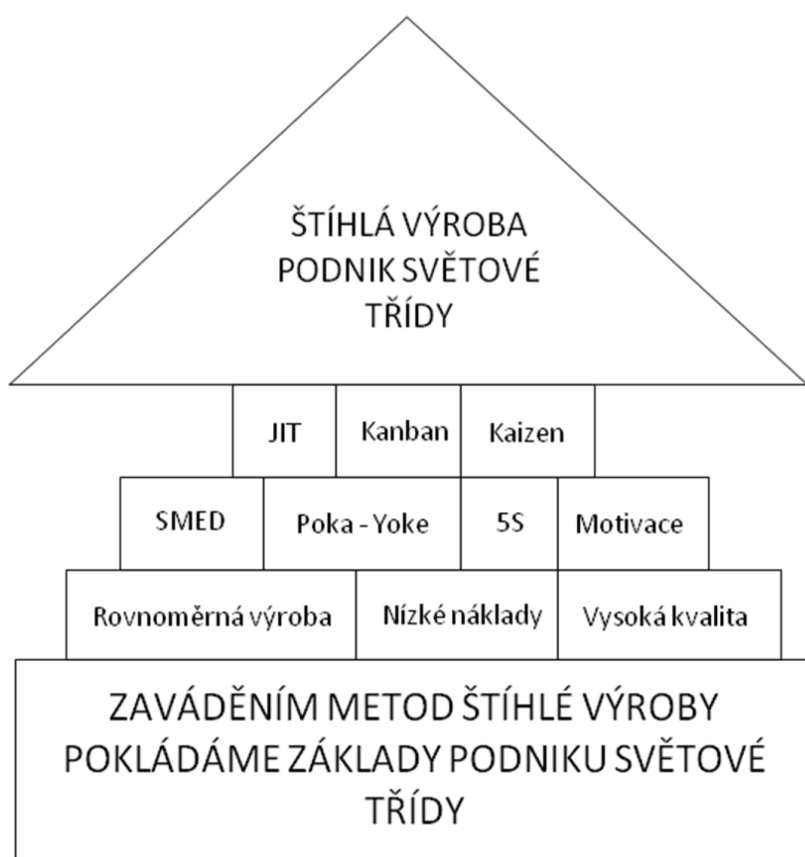 ŠTÍHLÁ VÝROBA
PODNIK SVĚTOVÉ
TŘÍDY
JIT Kanban Kaizen
SMED Poka - Yoke 5S Motivace
Rovnoměrná výroba Nízké náklady Vysoká kvalita
ZAVÁDĚNÍM METOD ŠTÍHLÉ VÝROBY
POKLÁDÁME ZÁKLADY PODNIKU SVĚTOVÉ
TŘÍDY